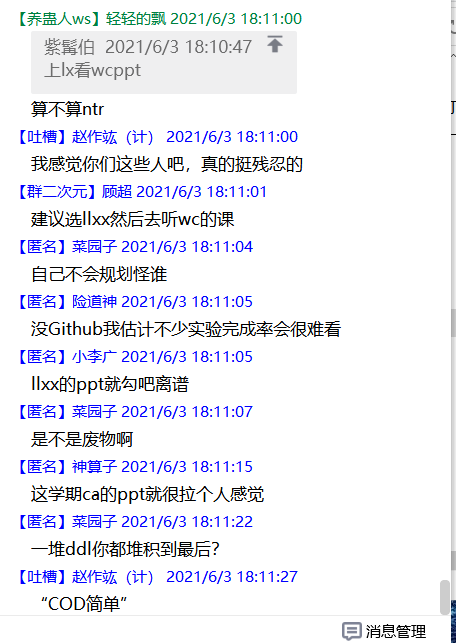 【养蛊人ws】轻轻的飘 2021/6/3 18:11:00
紫髯伯 2021/6/3 18:10:47
上lx看wcppt
算不算ntr
【吐槽】赵作竑（计） 2021/6/3 18:11:00
我感觉你们这些人吧，真的挺残忍的
【群二次元】顾超 2021/6/3 18:11:01
建议选llxx然后去听wc的课
【匿名】菜园子 2021/6/3 18:11:04
自己不会规划怪谁
【匿名】险道神 2021/6/3 18:11:05
没Github我估计不少实验完成率会很难看
【匿名】小李广 2021/6/3 18:11:05
llxx的ppt就勾吧离谱
【匿名】菜园子 2021/6/3 18:11:07
是不是废物啊
【匿名】神算子 2021/6/3 18:11:15
这学期ca的ppt就很拉个人感觉
【匿名】菜园子 2021/6/3 18:11:22
一堆ddl你都堆积到最后？
【吐槽】赵作竑（计） 2021/6/3 18:11:27
“COD简单”
消息管理